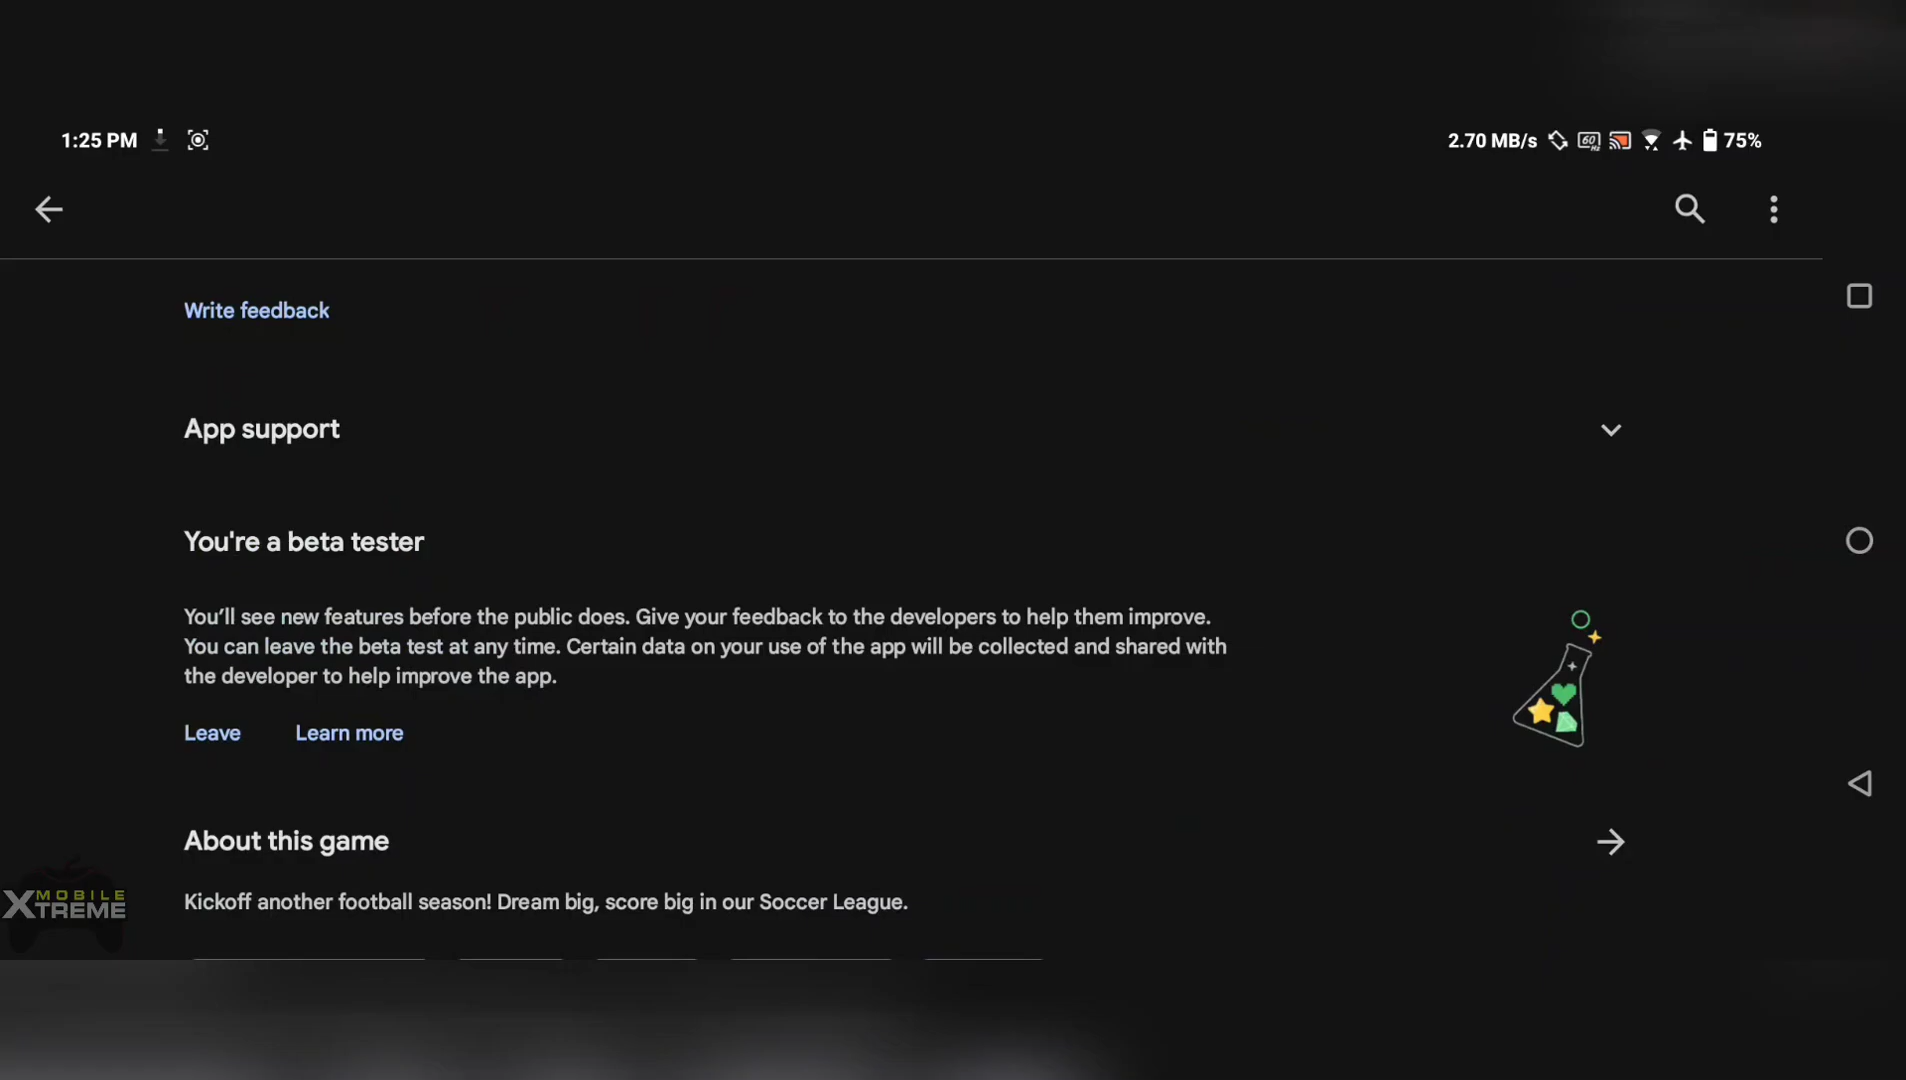 1:25 PM
2.70 MB/s 60 Hz 75%
Write feedback
App support
You're a beta tester
You’ll see new features before the public does. Give your feedback to the developers to help them improve.
You can leave the beta test at any time. Certain data on your use of the app will be collected and shared with
the developer to help improve the app.
Leave Learn more
About this game
MOBILE
XTREME
Kickoff another football season! Dream big, score big in our Soccer League.